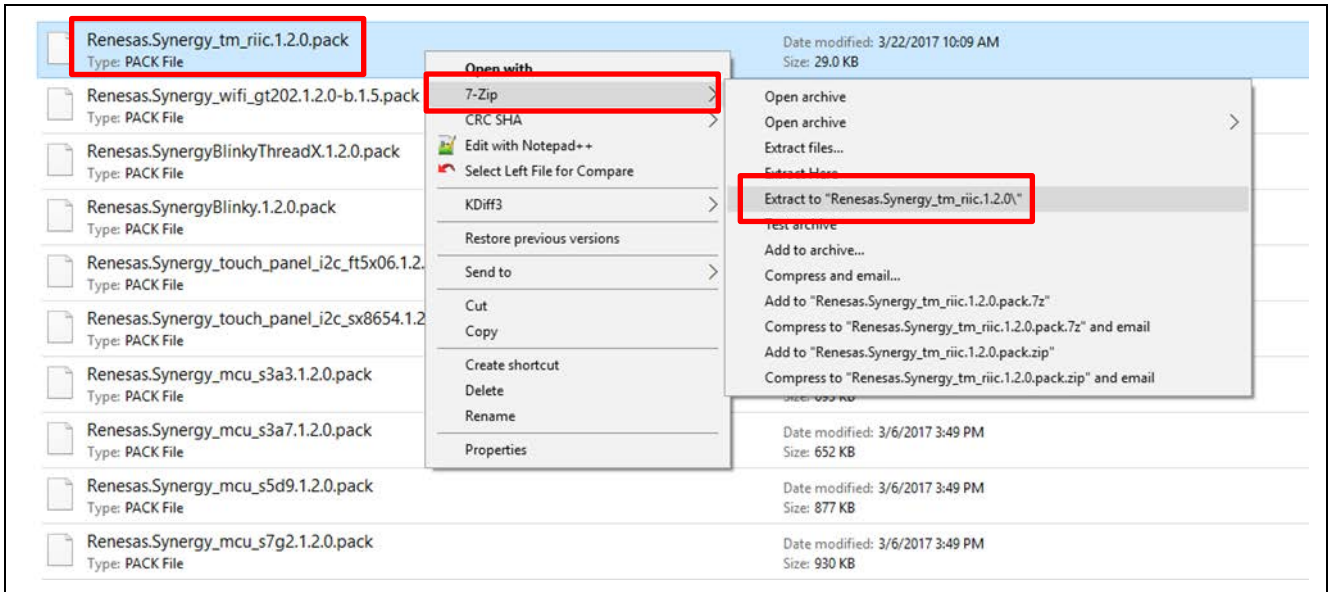 Renesas.Synergy_tm_riic.1.2.0.pack
Type: PACK File
Date modified: 3/22/2017 10:09 AM
Size: 29.0 KB
Renesas.Synergy_wifi_gt202.1.2.0-b.1.5.pack
Type: PACK File
Renesas.SynergyBlinkyThreadX.1.2.0.pack
Type: PACK File
Renesas.SynergyBlinky.1.2.0.pack
Type: PACK File
Renesas.Synergy_touch_panel_i2c_ft5x06.1.2.
Type: PACK File
Renesas.Synergy_touch_panel_i2c_sx8654.1.2
Type: PACK File
Renesas.Synergy_mcu_s3a3.1.2.0.pack
Type: PACK File
Size: 695 KB
Renesas.Synergy_mcu_s3a7.1.2.0.pack
Type: PACK File
Date modified: 3/6/2017 3:49 PM
Size: 652 KB
Renesas.Synergy_mcu_s5d9.1.2.0.pack
Type: PACK File
Date modified: 3/6/2017 3:49 PM
Size: 877 KB
Renesas.Synergy_mcu_s7g2.1.2.0.pack
Type: PACK File
Date modified: 3/6/2017 3:49 PM
Size: 930 KB
Open with
7-Zip
CRC SHA
Edit with Notepad++
Select Left File for Compare
KDiff3
Restore previous versions
Send to
Cut
Copy
Create shortcut
Delete
Rename
Properties
Open archive
Open archive
Extract files...
Extract Here
Extract to "Renesas.Synergy_tm_riic.1.2.0\"
Test archive
Add to archive...
Compress and email...
Add to "Renesas.Synergy_tm_riic.1.2.0.pack.7z"
Compress to "Renesas.Synergy_tm_riic.1.2.0.pack.7z" and email
Add to "Renesas.Synergy_tm_riic.1.2.0.pack.zip"
Compress to "Renesas.Synergy_tm_riic.1.2.0.pack.zip" and email